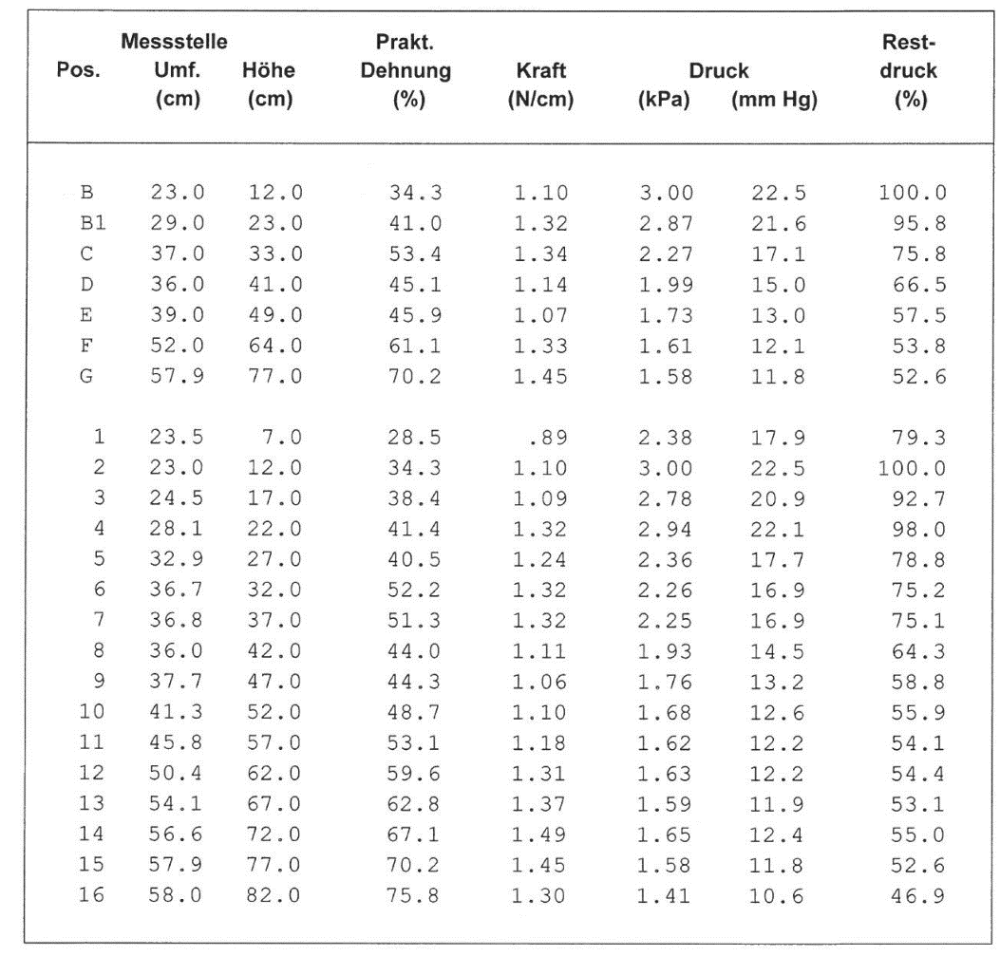 Messstelle Prakt. Rest-
Pos. Umf. Höhe Dehnung Kraft Druck druck
(cm) (cm) (%) (N/cm) (kPa) (mm Hg) (%)
B 23.0 12.0 34.3 1.10 3.00 22.5 100.0
B1 29.0 23.0 41.0 1.32 2.87 21.6 95.8
C 37.0 33.0 53.4 1.34 2.27 17.1 75.8
D 36.0 41.0 45.1 1.14 1.99 15.0 66.5
E 39.0 49.0 45.9 1.07 1.73 13.0 57.5
F 52.0 64.0 61.1 1.33 1.61 12.1 53.8
G 57.9 77.0 70.2 1.45 1.58 11.8 52.6
1 23.5 7.0 28.5 .89 2.38 17.9 79.3
2 23.0 12.0 34.3 1.10 3.00 22.5 100.0
3 24.5 17.0 38.4 1.09 2.78 20.9 92.7
4 28.1 22.0 41.4 1.32 2.94 22.1 98.0
5 32.9 27.0 40.5 1.24 2.36 17.7 78.8
6 36.7 32.0 52.2 1.32 2.26 16.9 75.2
7 36.8 37.0 51.3 1.32 2.25 16.9 75.1
8 36.0 42.0 44.0 1.11 1.93 14.5 64.3
9 37.7 47.0 44.3 1.06 1.76 13.2 58.8
10 41.3 52.0 48.7 1.10 1.68 12.6 55.9
11 45.8 57.0 53.1 1.18 1.62 12.2 54.1
12 50.4 62.0 59.6 1.31 1.63 12.2 54.4
13 54.1 67.0 62.8 1.37 1.59 11.9 53.1
14 56.6 72.0 67.1 1.49 1.65 12.4 55.0
15 57.9 77.0 70.2 1.45 1.58 11.8 52.6
16 58.0 82.0 75.8 1.30 1.41 10.6 46.9